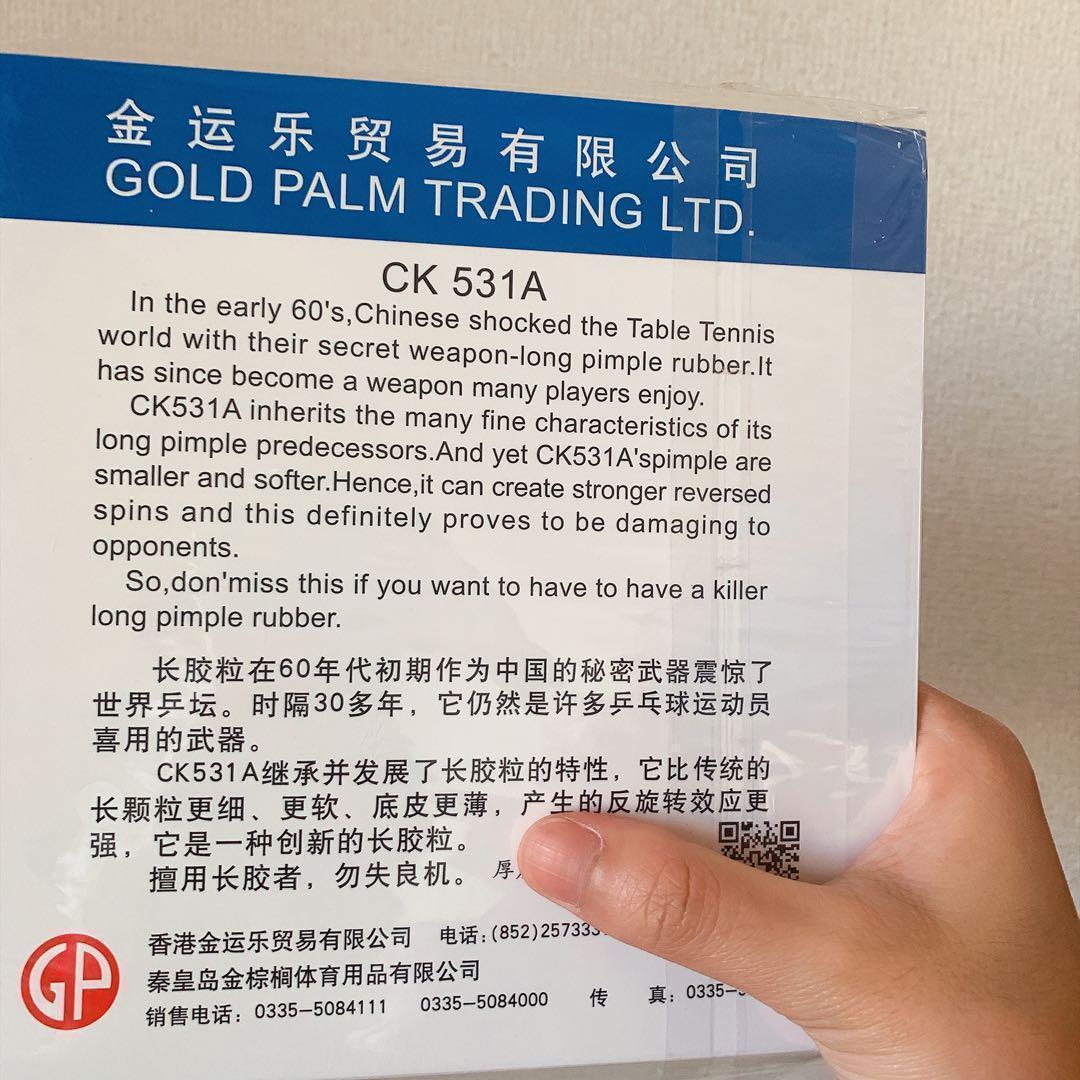 金运乐贸易有限公司
GOLD PALM TRADING LTD.
CK 531A
In the early 60's,Chinese shocked the Table Tennis
world with their secret weapon-long pimple rubber.It
has since become a weapon many players enjoy.
CK531A inherits the many fine characteristics of its
long pimple predecessors.And yet CK531A'spimple are
smaller and softer.Hence,it can create stronger reversed
spins and this definitely proves to be damaging to
opponents.
So,don'miss this if you want to have to have a killer
long pimple rubber.
长胶粒在60年代初期作为中国的秘密武器震惊了
世界乒坛。时隔30多年，它仍然是许多乒乓球运动员
喜用的武器。
CK531A继承并发展了长胶粒的特性，它比传统的
长颗粒更细、更软、底皮更薄，产生的反旋转效应更
强，它是一种创新的长胶粒。
擅用长胶者，勿失良机。 厚
香港金运乐贸易有限公司 电话:(852)257333
秦皇岛金棕榈体育用品有限公司
销售电话: 0335-5084111 0335-5084000 传 真: 0335-
GP